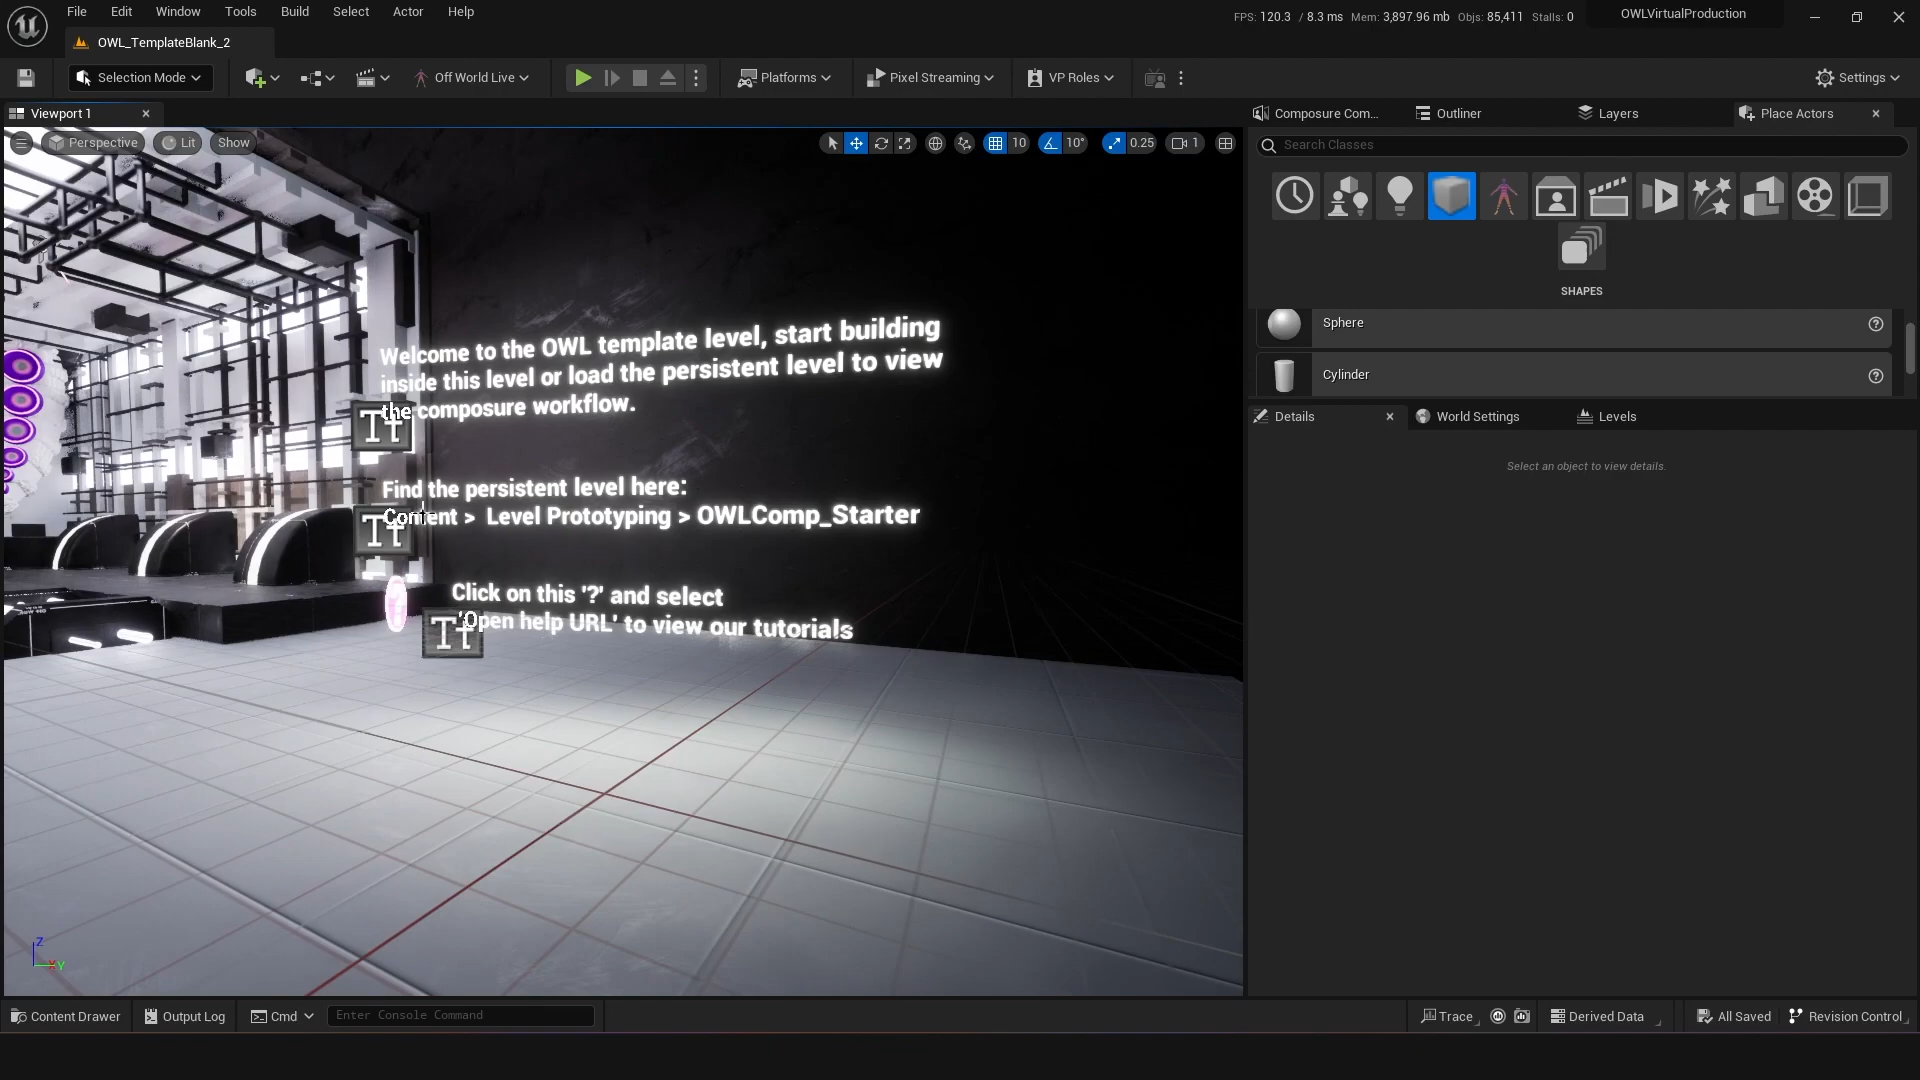 File Edit Window Tools Build Select Actor Help
FPS: 120.3 / 8.3 ms Mem: 3,897.96 mb Objs: 85,411 Stalls: 0
OWLVirtualProduction
OWL_TemplateBlank_2
Selection Mode
Off World Live
Platforms
Pixel Streaming
VP Roles
Settings
Viewport 1
Composure Com...
Outliner
Layers
Place Actors
Perspective
Lit
Show
10
10°
0.25
1
Search Classes
SHAPES
Sphere
Cylinder
Details
World Settings
Levels
Select an object to view details.
Welcome to the OWL template level, start building
inside this level or load the persistent level to view
the composure workflow.
Find the persistent level here:
Content > Level Prototyping > OWLComp_Starter
Click on this '?' and select
'Open help URL' to view our tutorials
Z
X Y
Content Drawer
Output Log
Cmd
Enter Console Command
Trace
Derived Data
All Saved
Revision Control